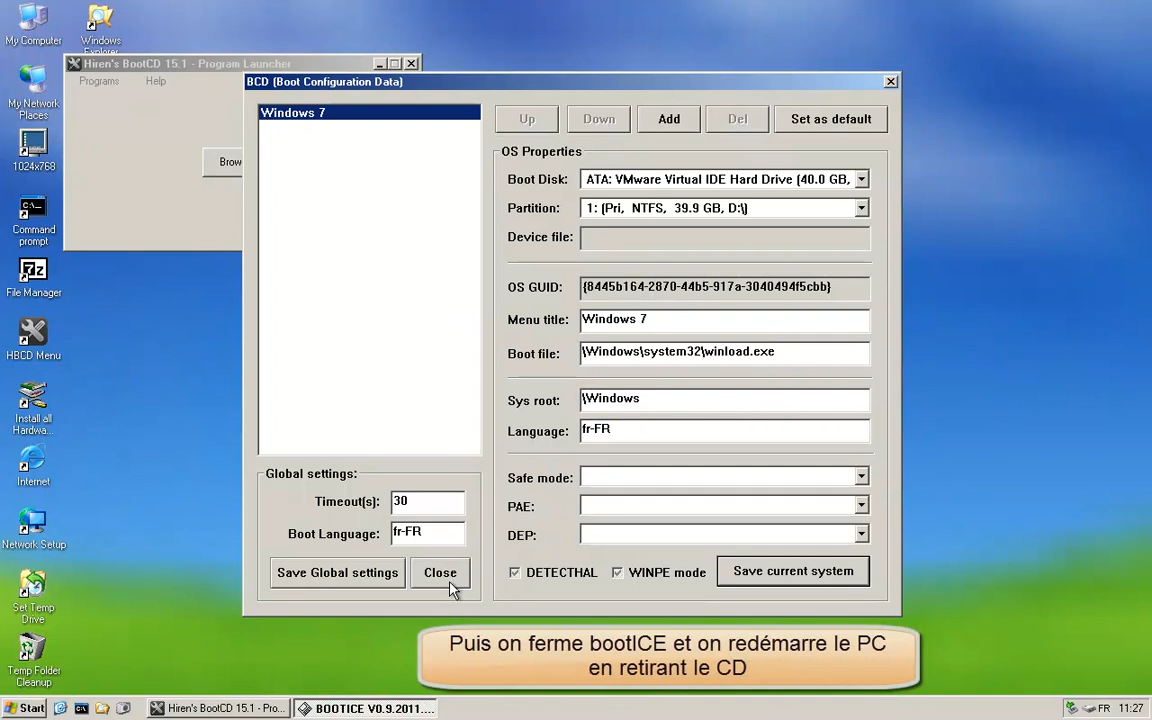 My Computer
Windows
Explorer
My Network
Places
1024x768
Command
prompt
File Manager
HBCD Menu
Install all
Hardwa...
Internet
Network Setup
Set Temp
Drive
Temp Folder
Cleanup
Hiren's BootCD 15.1 - Program Launcher
Programs Help
Brow
BCD (Boot Configuration Data)
Windows 7
Up Down Add Del Set as default
OS Properties
Boot Disk: ATA: VMware Virtual IDE Hard Drive (40.0 GB,
Partition: 1: (Pri, NTFS, 39.9 GB, D:\)
Device file:
OS GUID: {8445b164-2870-44b5-917a-3040494f5cbb}
Menu title: Windows 7
Boot file: \Windows\system32\winload.exe
Sys root: \Windows
Language: fr-FR
Safe mode:
PAE:
DEP:
DETECTHAL WINPE mode Save current system
Global settings:
Timeout(s): 30
Boot Language: fr-FR
Save Global settings Close
Puis on ferme bootICE et on redémarre le PC
en retirant le CD
Start Hiren's BootCD 15.1 - Pro... BOOTICE V0.9.2011.... FR 11:27